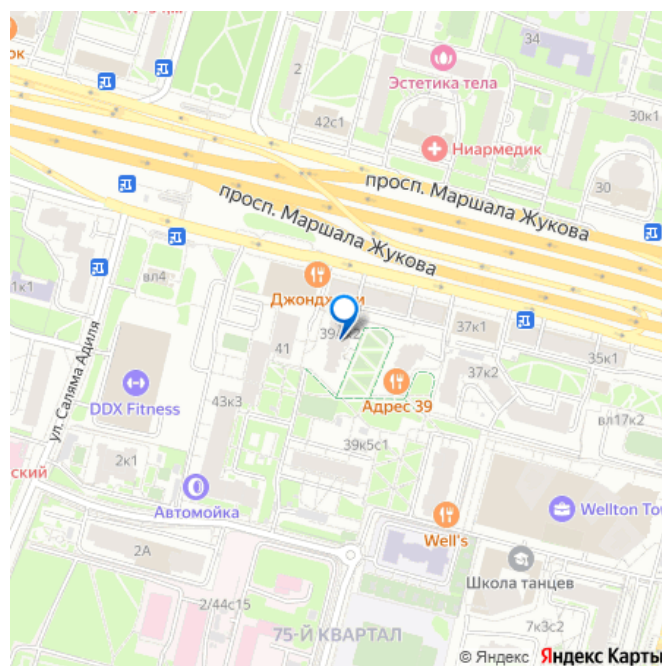 34
2
Эстетика тела
42с1
30к1
Ниармедик
30
просп. Маршала Жукова
просп. Маршала Жукова
вл4
37к1
41
35к1
37к2
DDX Fitness
ул. Саляма Адиля
Адрес 39
43к3
вл17к2
39к5с1
2к1
ский
Автомойка
Wellton To
Well's
2А
Школа танцев
2/44с15
7к3с2
75-Й КВАРТАЛ
© Яндекс Яндекс Карты